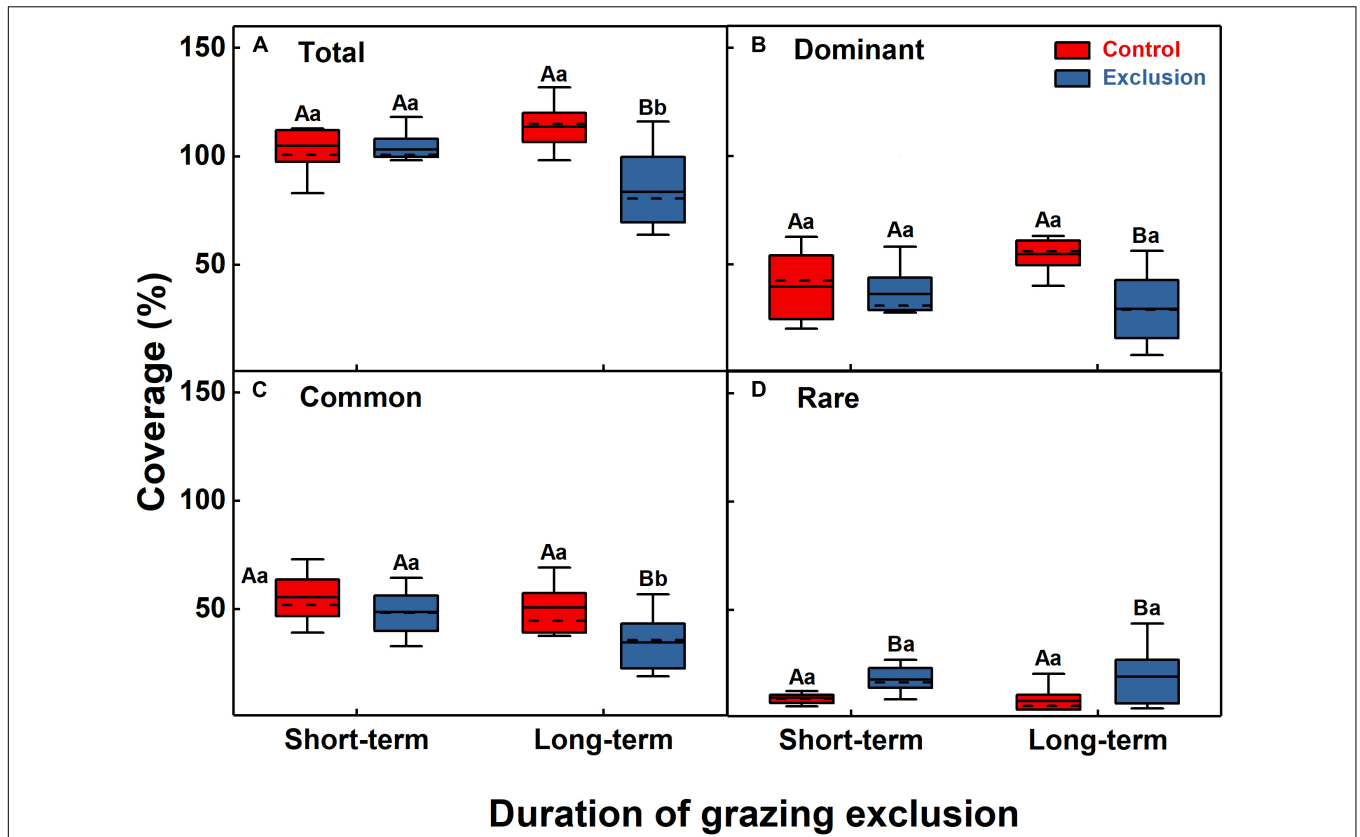 A Total
150
100
50
Aa
Aa
Aa
Bb
B Dominant
Control
Exclusion
Aa
Aa
Aa
Ba
Coverage (%)
C Common
150
100
50
Aa
Aa
Aa
Bb
D Rare
Aa
Ba
Aa
Ba
Short-term
Long-term
Short-term
Long-term
Duration of grazing exclusion